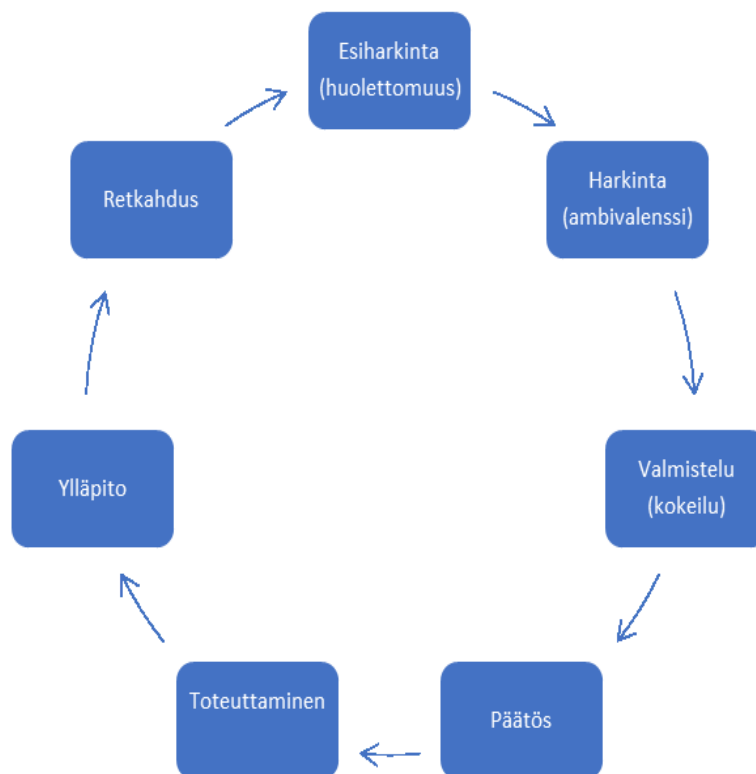 Esiharkinta
(huolettomuus)
Harkinta
(ambivalenssi)
Valmistelu
(kokeilu)
Päätös
Toteuttaminen
Ylläpito
Retkahdus